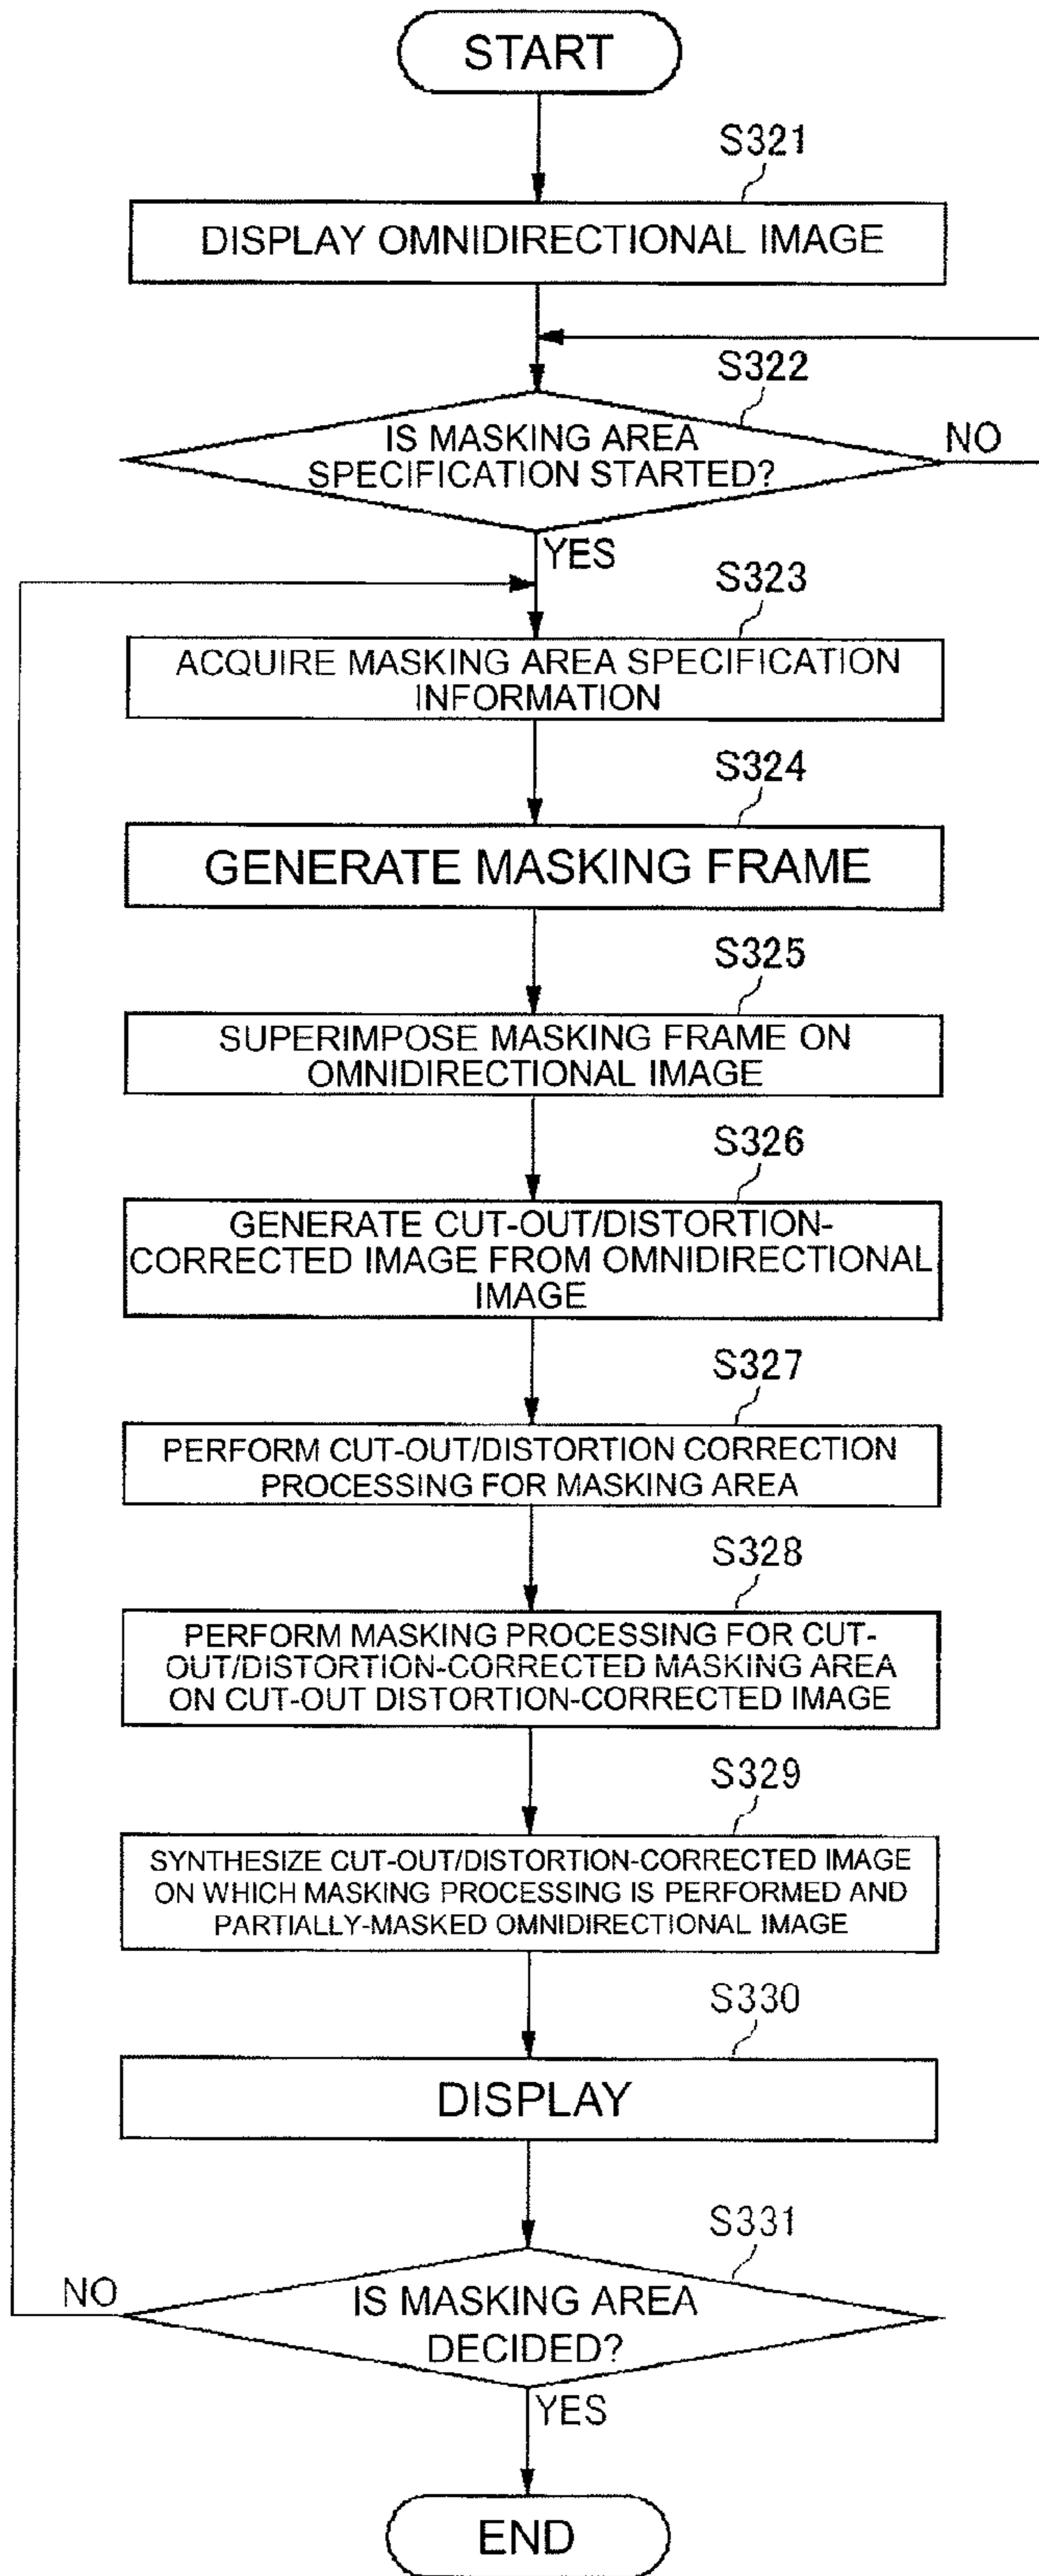 START
S321
DISPLAY OMNIDIRECTIONAL IMAGE
S322
IS MASKING AREA
SPECIFICATION STARTED?
NO
YES
S323
ACQUIRE MASKING AREA SPECIFICATION
INFORMATION
S324
GENERATE MASKING FRAME
S325
SUPERIMPOSE MASKING FRAME ON
OMNIDIRECTIONAL IMAGE
S326
GENERATE CUT-OUT/DISTORTION-
CORRECTED IMAGE FROM OMNIDIRECTIONAL
IMAGE
S327
PERFORM CUT-OUT/DISTORTION CORRECTION
PROCESSING FOR MASKING AREA
S328
PERFORM MASKING PROCESSING FOR CUT-
OUT/DISTORTION-CORRECTED MASKING AREA
ON CUT-OUT DISTORTION-CORRECTED IMAGE
S329
SYNTHESIZE CUT-OUT/DISTORTION-CORRECTED IMAGE
ON WHICH MASKING PROCESSING IS PERFORMED AND
PARTIALLY-MASKED OMNIDIRECTIONAL IMAGE
S330
DISPLAY
S331
NO
IS MASKING AREA
DECIDED?
YES
END